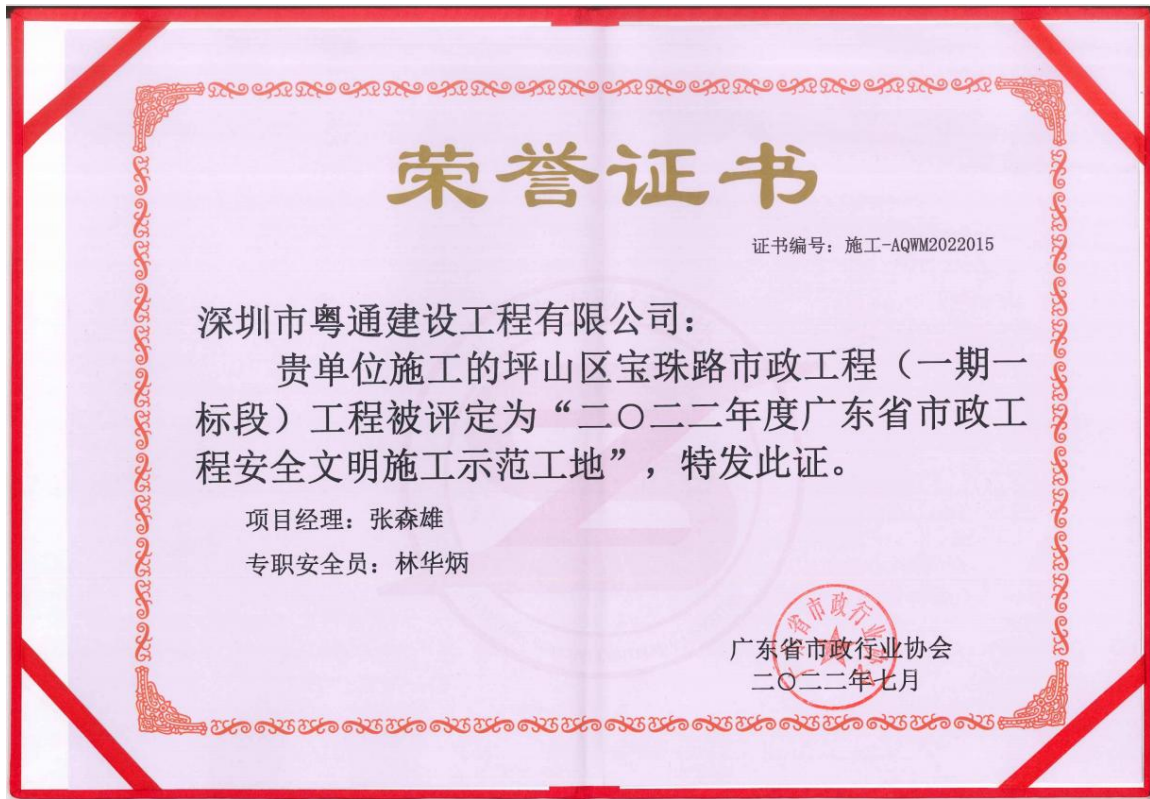 荣誉证书
证书编号：施工-AQWM2022015
深圳市粤通建设工程有限公司：
贵单位施工的坪山区宝珠路市政工程（一期一
标段）工程被评定为“二〇二二年度广东省市政工
程安全文明施工示范工地”，特发此证。
项目经理：张森雄
专职安全员：林华炳
广东省市政行业协会
二〇二二年七月